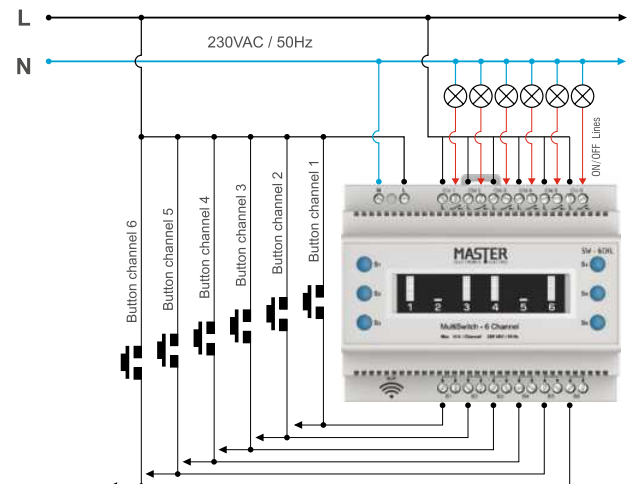 L
230VAC / 50Hz
N
ON/OFF Lines
Button channel 6
Button channel 5
Button channel 4
Button channel 3
Button channel 2
Button channel 1
N L
MASTER
SW - 6CHL
1 2 3 4 5 6
MultiSwitch - 6 Channel